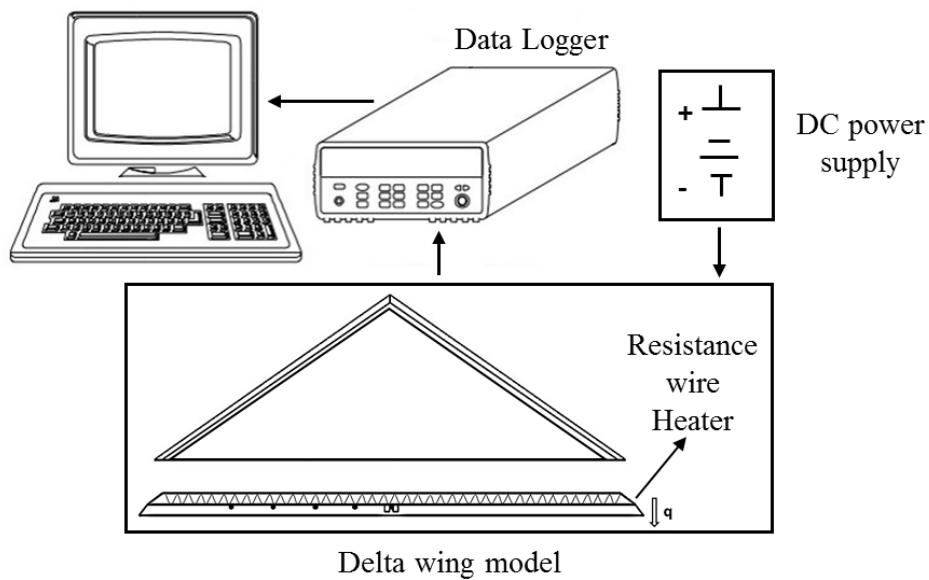 Data Logger
+
-
DC power
supply
Resistance
wire
Heater
q
Delta wing model